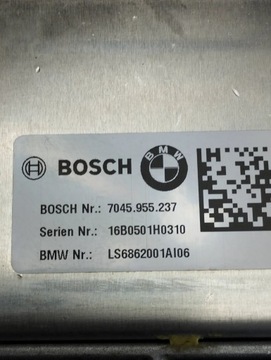 BOSCH BMW
BOSCH Nr.: 7045.955.237
Serien Nr.: 16B0501H0310
BMW Nr.: LS6862001AI06